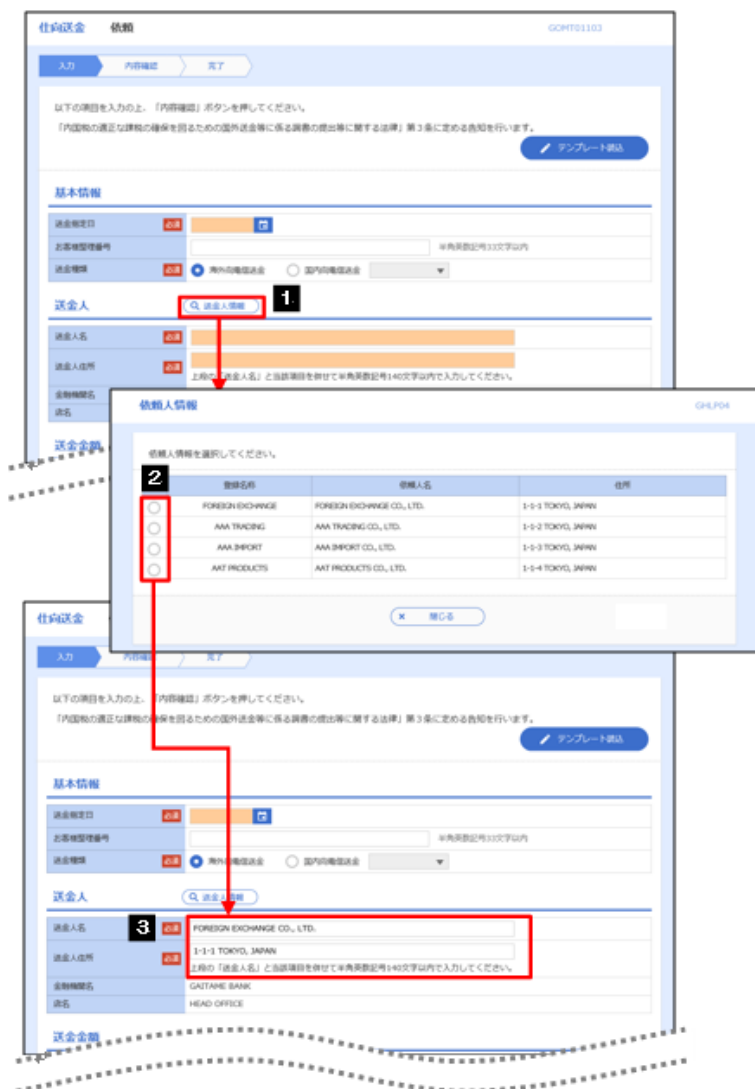 仕向送金 依頼 GOMT01103
入力 内容確認 完了
以下の項目を入力の上、「内容確認」ボタンを押してください。
「内国税の適正な課税の確保を図るための国外送金等に係る調書の提出等に関する法律」第3条に定める告知を行います。
テンプレート読込
基本情報
送金指定日 必須
お客様整理番号 半角英数記号33文字以内
送金種類 必須 海外向電信送金 国内向電信送金
送金人 送金人情報 1.
送金人名 必須
送金人住所 必須
上段の「送金人名」と当該項目を併せて半角英数記号140文字以内で入力してください。
金融機関名
店名
送金金額
依頼人情報 GHLP04
依頼人情報を選択してください。
2
登録名称 依頼人名 住所
FOREIGN EXCHANGE FOREIGN EXCHANGE CO., LTD. 1-1-1 TOKYO, JAPAN
AAA TRADING AAA TRADING CO., LTD. 1-1-2 TOKYO, JAPAN
AAA IMPORT AAA IMPORT CO., LTD. 1-1-3 TOKYO, JAPAN
AAT PRODUCTS AAT PRODUCTS CO., LTD. 1-1-4 TOKYO, JAPAN
× 閉じる
仕向送金
入力 内容確認 完了
以下の項目を入力の上、「内容確認」ボタンを押してください。
「内国税の適正な課税の確保を図るための国外送金等に係る調書の提出等に関する法律」第3条に定める告知を行います。
テンプレート読込
基本情報
送金指定日 必須
お客様整理番号 半角英数記号33文字以内
送金種類 必須 海外向電信送金 国内向電信送金
送金人 送金人情報
送金人名 3 必須 FOREIGN EXCHANGE CO., LTD.
送金人住所 必須 1-1-1 TOKYO, JAPAN
上段の「送金人名」と当該項目を併せて半角英数記号140文字以内で入力してください。
金融機関名 GAITAME BANK
店名 HEAD OFFICE
送金金額